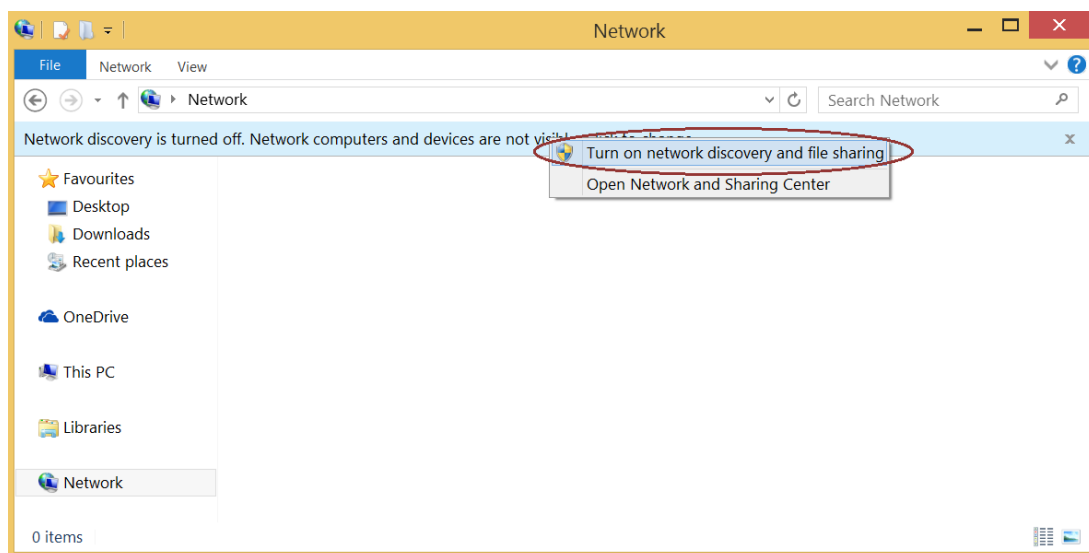 Network
File Network View
Network
Search Network
Network discovery is turned off. Network computers and devices are not
Turn on network discovery and file sharing
Open Network and Sharing Center
Favourites
Desktop
Downloads
Recent places
OneDrive
This PC
Libraries
Network
0 items